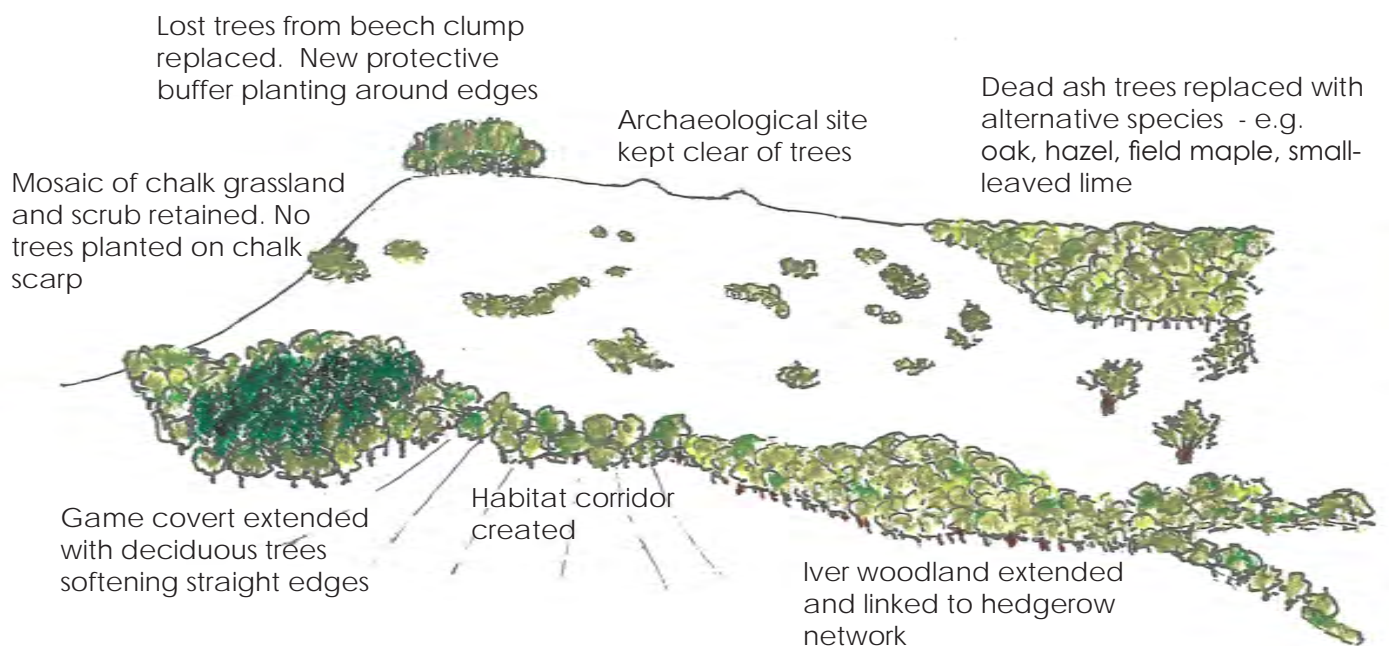 Lost trees from beech clump
replaced.  New protective
buffer planting around edges
Archaeological site
kept clear of trees
Dead ash trees replaced with
alternative species  - e.g.
oak, hazel, field maple, small-
leaved lime
Mosaic of chalk grassland
and scrub retained. No
trees planted on chalk
scarp
Game covert extended
with deciduous trees
softening straight edges
Habitat corridor
created
Iver woodland extended
and linked to hedgerow
network